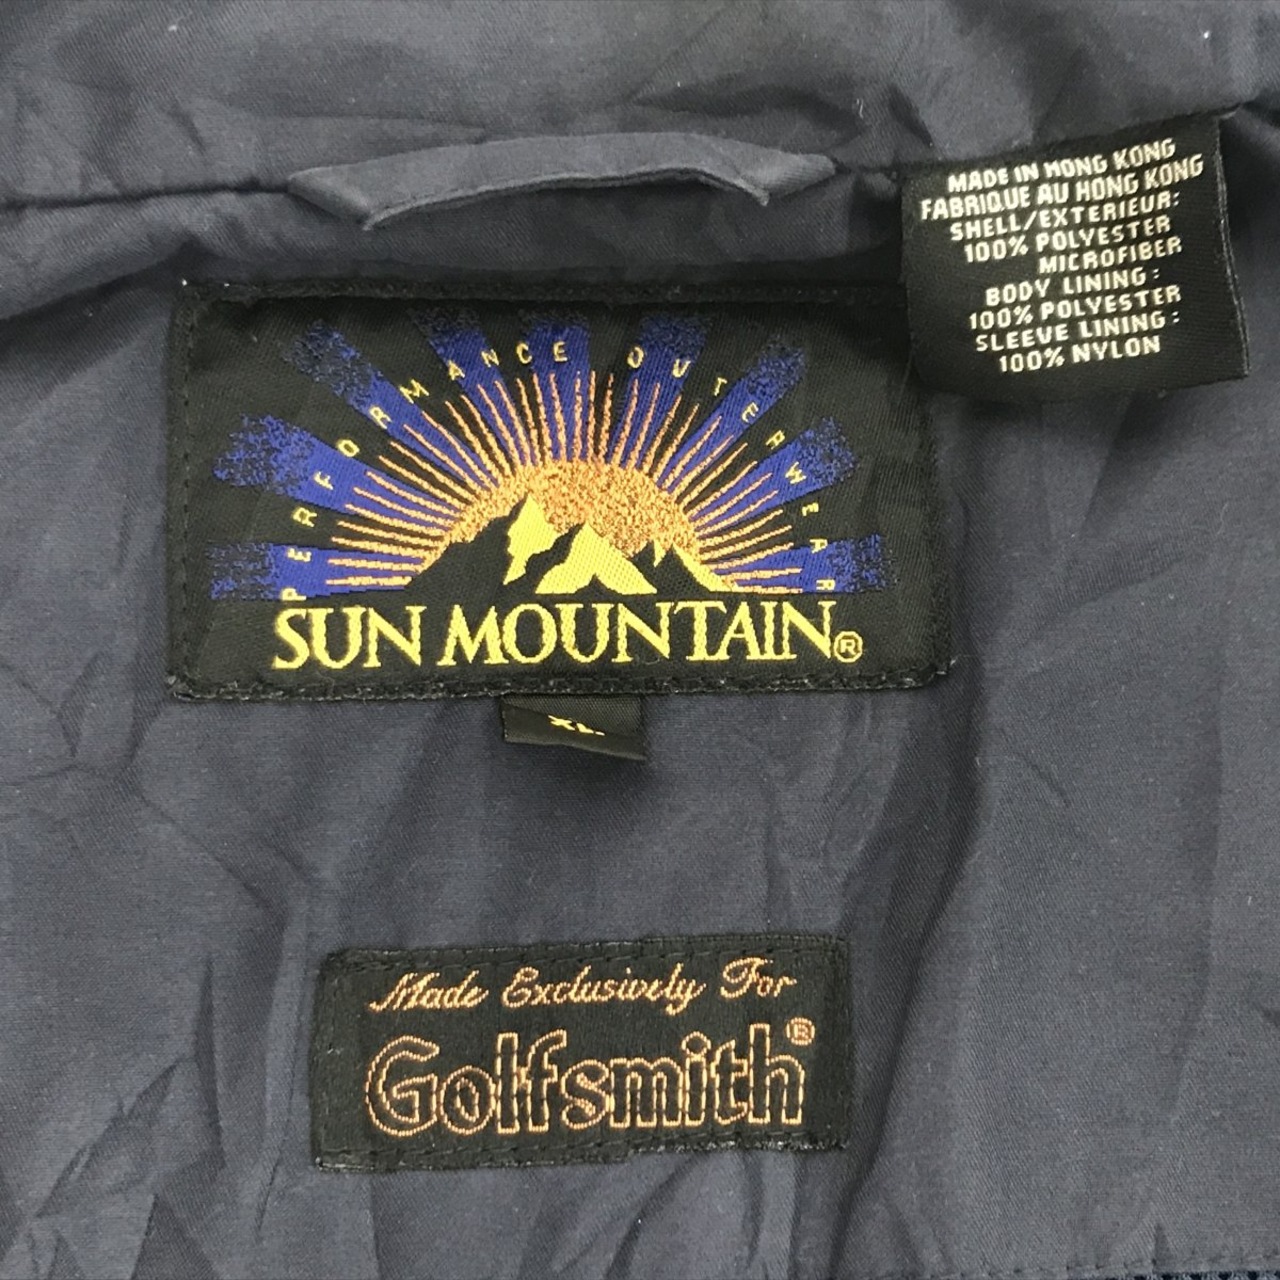 MADE IN HONG KONG
FABRIQUE AU HONG KONG
SHELL/EXTERIEUR:
100% POLYESTER
MICROFIBER
BODY LINING:
100% POLYESTER
SLEEVE LINING:
100% NYLON
PERFORMANCE OUTERWEAR
SUN MOUNTAIN®
XL.
Made Exclusively For
Golfsmith®